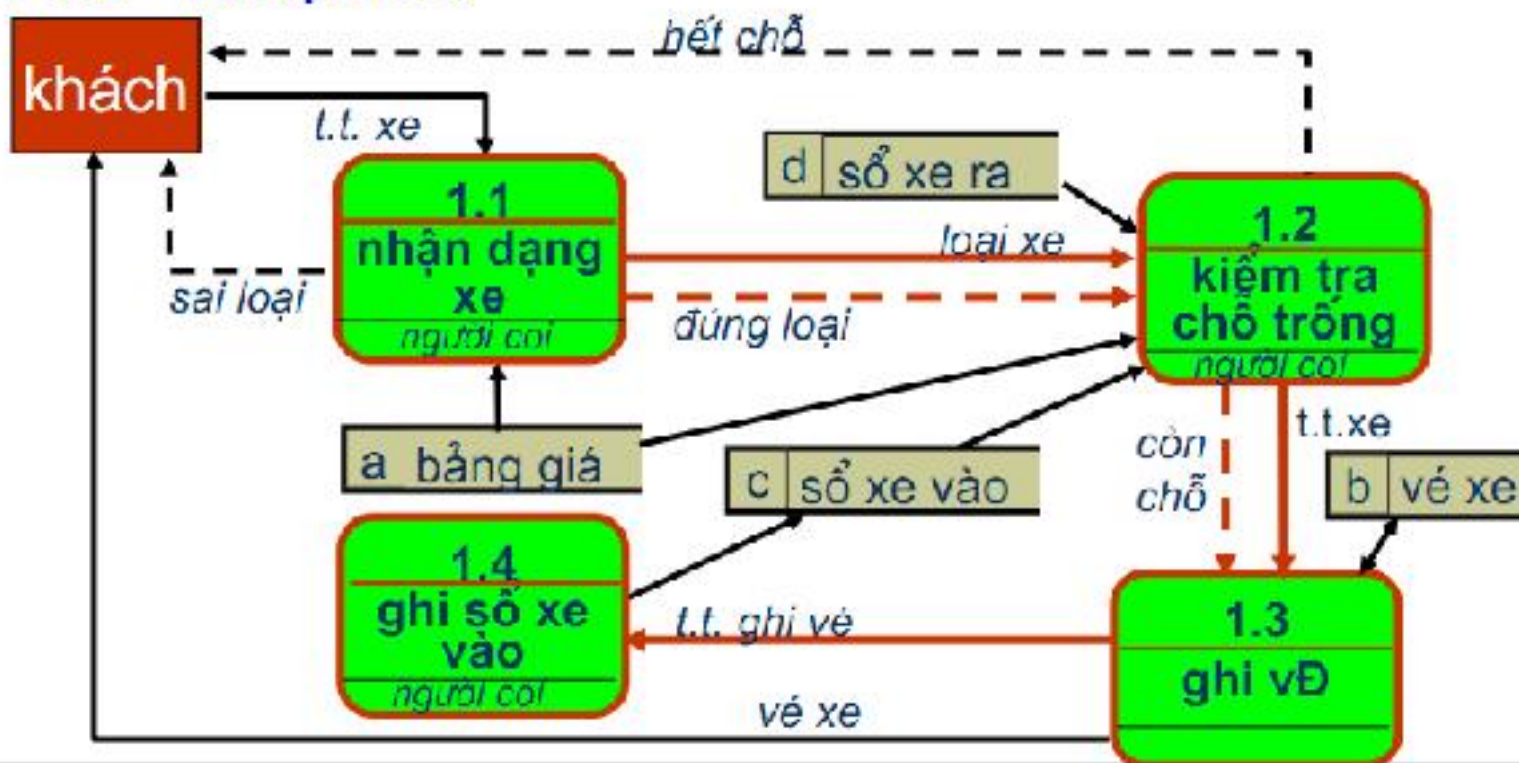 hết chỗ
khách
t.t. xe
d sổ xe ra
1.1
nhận dạng
xe
người coi
1.2
kiểm tra
chỗ trống
người coi
loại xe
sai loại
đúng loại
a bảng giá
c sổ xe vào
còn
chỗ
t.t.xe
b vé xe
1.4
ghi sổ xe
vào
người coi
t.t. ghi vé
1.3
ghi vĐ
vé xe